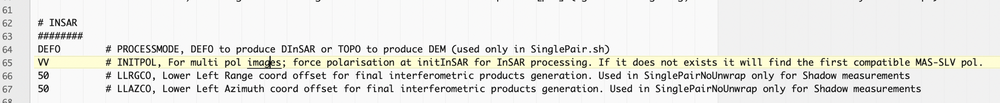 61
62 # INSAR
63 ########
64 DEFO # PROCESSMODE, DEFO to produce DInSAR or TOPO to produce DEM (used only in SinglePair.sh)
65 VV # INITPOL, For multi pol images; force polarisation at initInSAR for InSAR processing. If it does not exists it will find the first compatible MAS-SLV pol.
66 50 # LLRGCO, Lower Left Range coord offset for final interferometric products generation. Used in SinglePairNoUnwrap only for Shadow measurements
67 50 # LLAZCO, Lower Left Azimuth coord offset for final interferometric products generation. Used in SinglePairNoUnwrap only for Shadow measurements
68